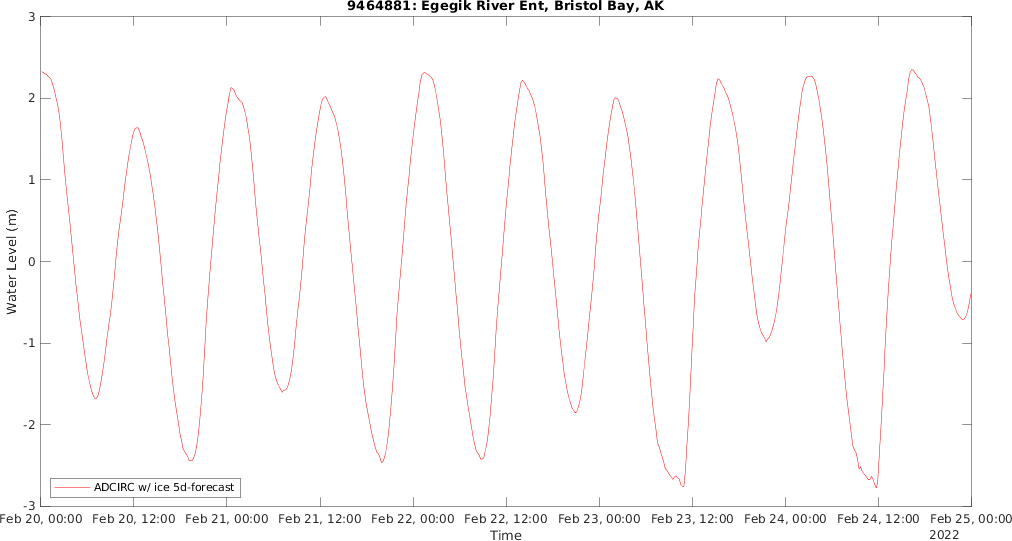 9464881: Egegik River Ent, Bristol Bay, AK
3
2
1
0
-1
-2
-3
Water Level (m)
ADCIRC w/ ice 5d-forecast
Feb 20, 00:00 Feb 20, 12:00 Feb 21, 00:00 Feb 21, 12:00 Feb 22, 00:00 Feb 22, 12:00 Feb 23, 00:00 Feb 23, 12:00 Feb 24, 00:00 Feb 24, 12:00 Feb 25, 00:00
Time
2022